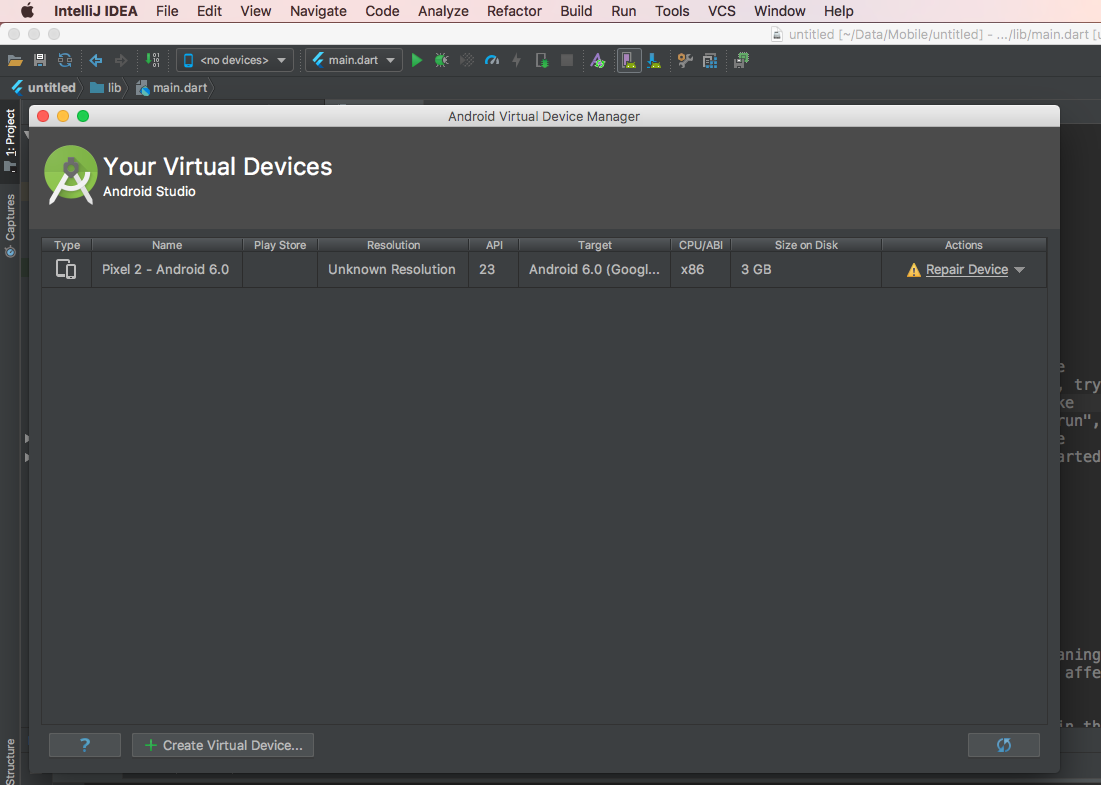 IntelliJ IDEA File Edit View Navigate Code Analyze Refactor Build Run Tools VCS Window Help
untitled [~/Data/Mobile/untitled] - .../lib/main.dart [u
<no devices> main.dart
untitled lib main.dart
1: Project
Captures
Structure
Android Virtual Device Manager
Your Virtual Devices
Android Studio
Type Name Play Store Resolution API Target CPU/ABI Size on Disk Actions
Pixel 2 - Android 6.0 Unknown Resolution 23 Android 6.0 (Googl... x86 3 GB Repair Device
, try
run",
arted
aning
affe
in th
? + Create Virtual Device...